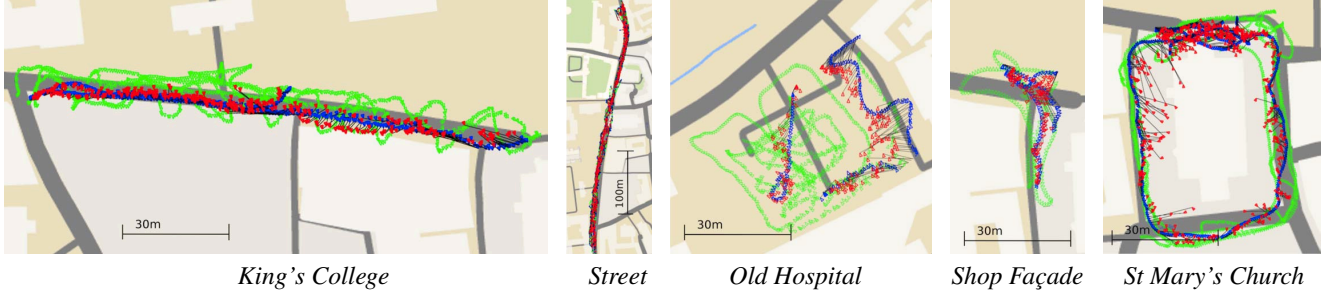 30m
100m
30m
30m
30m
King's College
Street
Old Hospital
Shop Façade
St Mary's Church